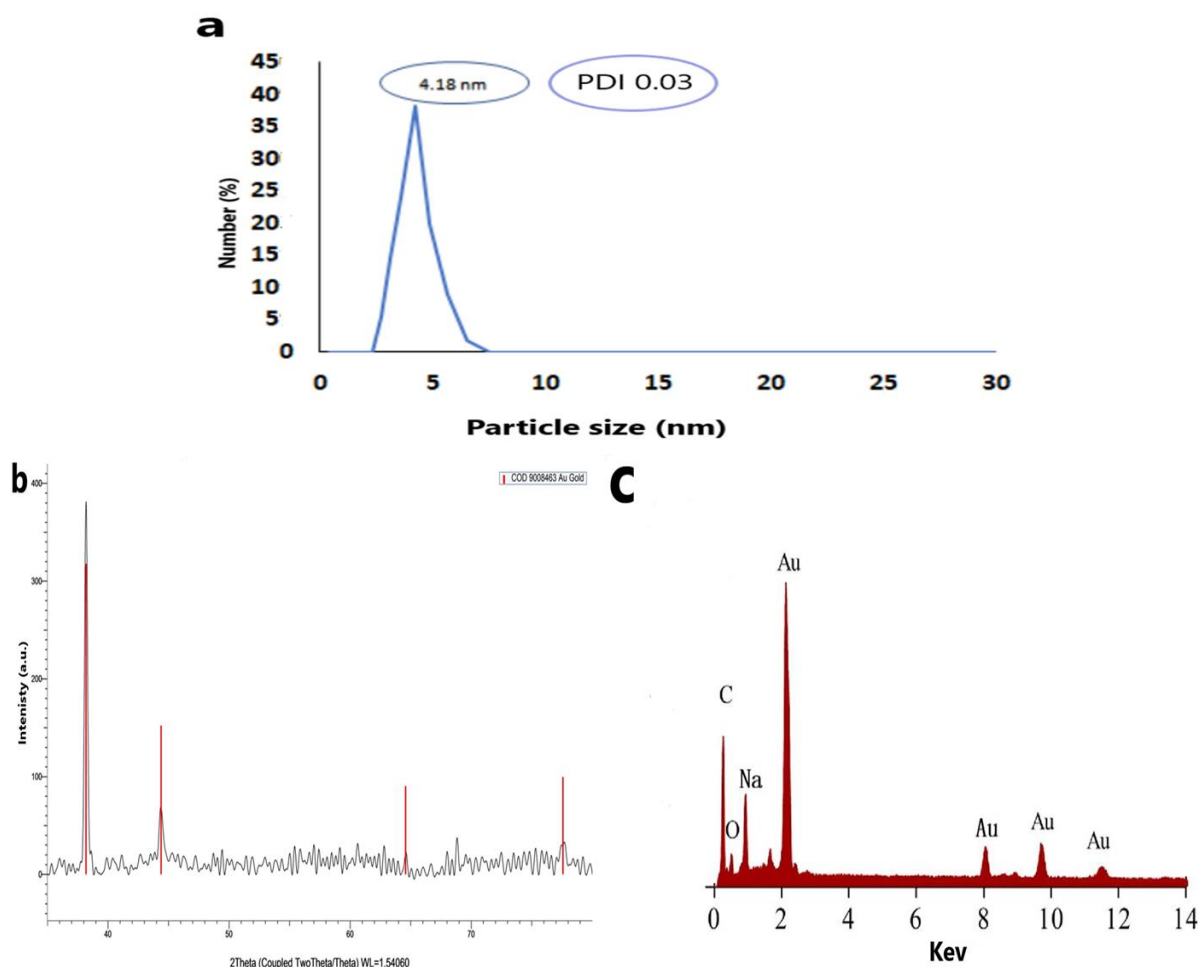 a
45
40
35
30
25
20
15
10
5
0
Number (%)
4.18 nm
PDI 0.03
0 5 10 15 20 25 30
Particle size (nm)
b
COD 9008463 Au Gold
400
300
200
100
0
Intenisty (a.u.)
40 50 60 70
2Theta (Coupled TwoTheta/Theta) WL=1.54060
c
C
O
Na
Au
Au
Au
Au
0 2 4 6 8 10 12 14
Kev